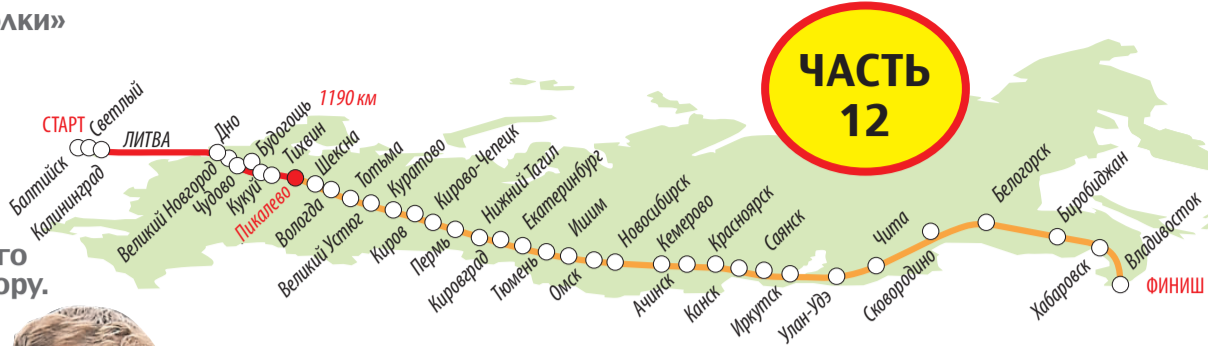 лки»
го
ору.
ЧАСТЬ
12
1190 км
СТАРТ
Светлый
ЛИТВА
Балтийск
Калининград
Дно
Будогощь
Тихвин
Шексна
Тотьма
Куратово
Кирово-Чепецк
Нижний Тагил
Екатеринбург
Ишим
Новосибирск
Кемерово
Красноярск
Саянск
Чита
Белогорск
Биробиджан
Владивосток
Великий Новгород
Чудово
Кукуй
Пикалево
Вологда
Великий Устюг
Киров
Пермь
Кировград
Тюмень
Омск
Ачинск
Канск
Иркутск
Улан-Удэ
Сковородино
Хабаровск
ФИНИШ